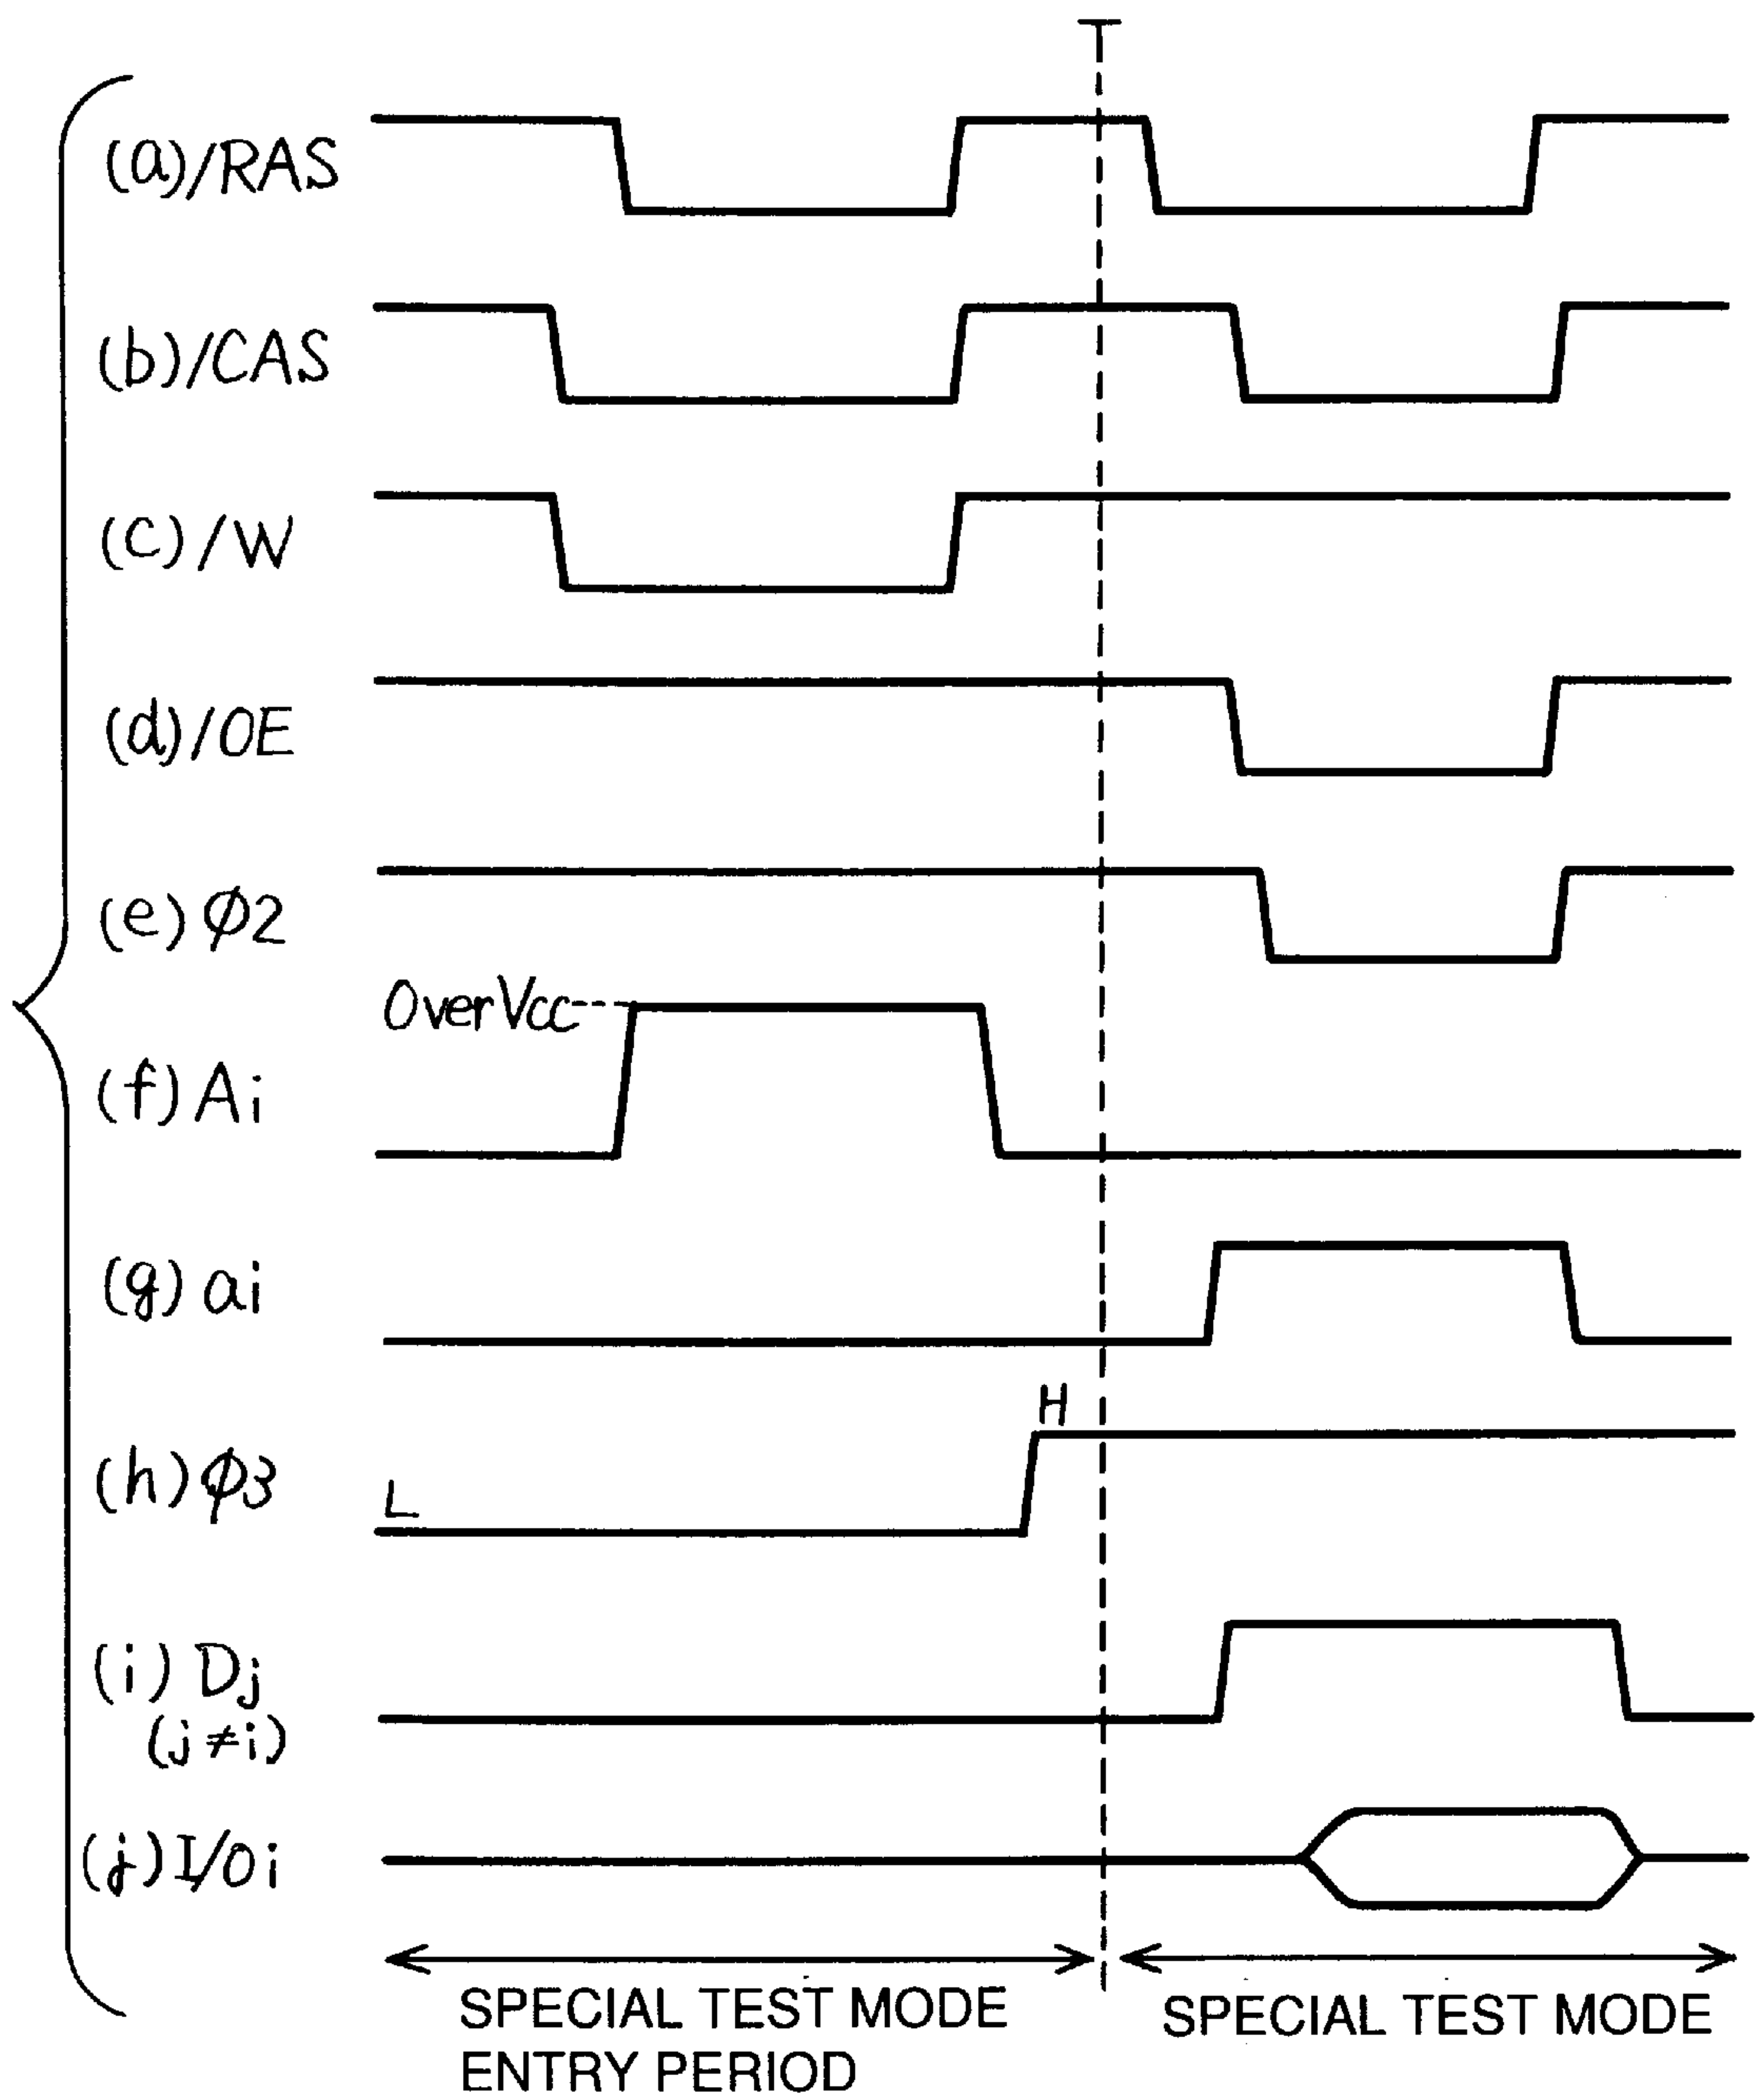 T
(a)/RAS
(b)/CAS
(c)/W
(d)/OE
(e)φ2
OverVcc
(f)Ai
(g)ai
H
(h)φ3
L
(i)Dj
(j≠i)
(j)I/Oi
SPECIAL TEST MODE
ENTRY PERIOD
SPECIAL TEST MODE